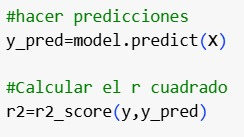 #hacer predicciones
y_pred=model.predict(X)
#Calcular el r cuadrado
r2=r2_score(y,y_pred)